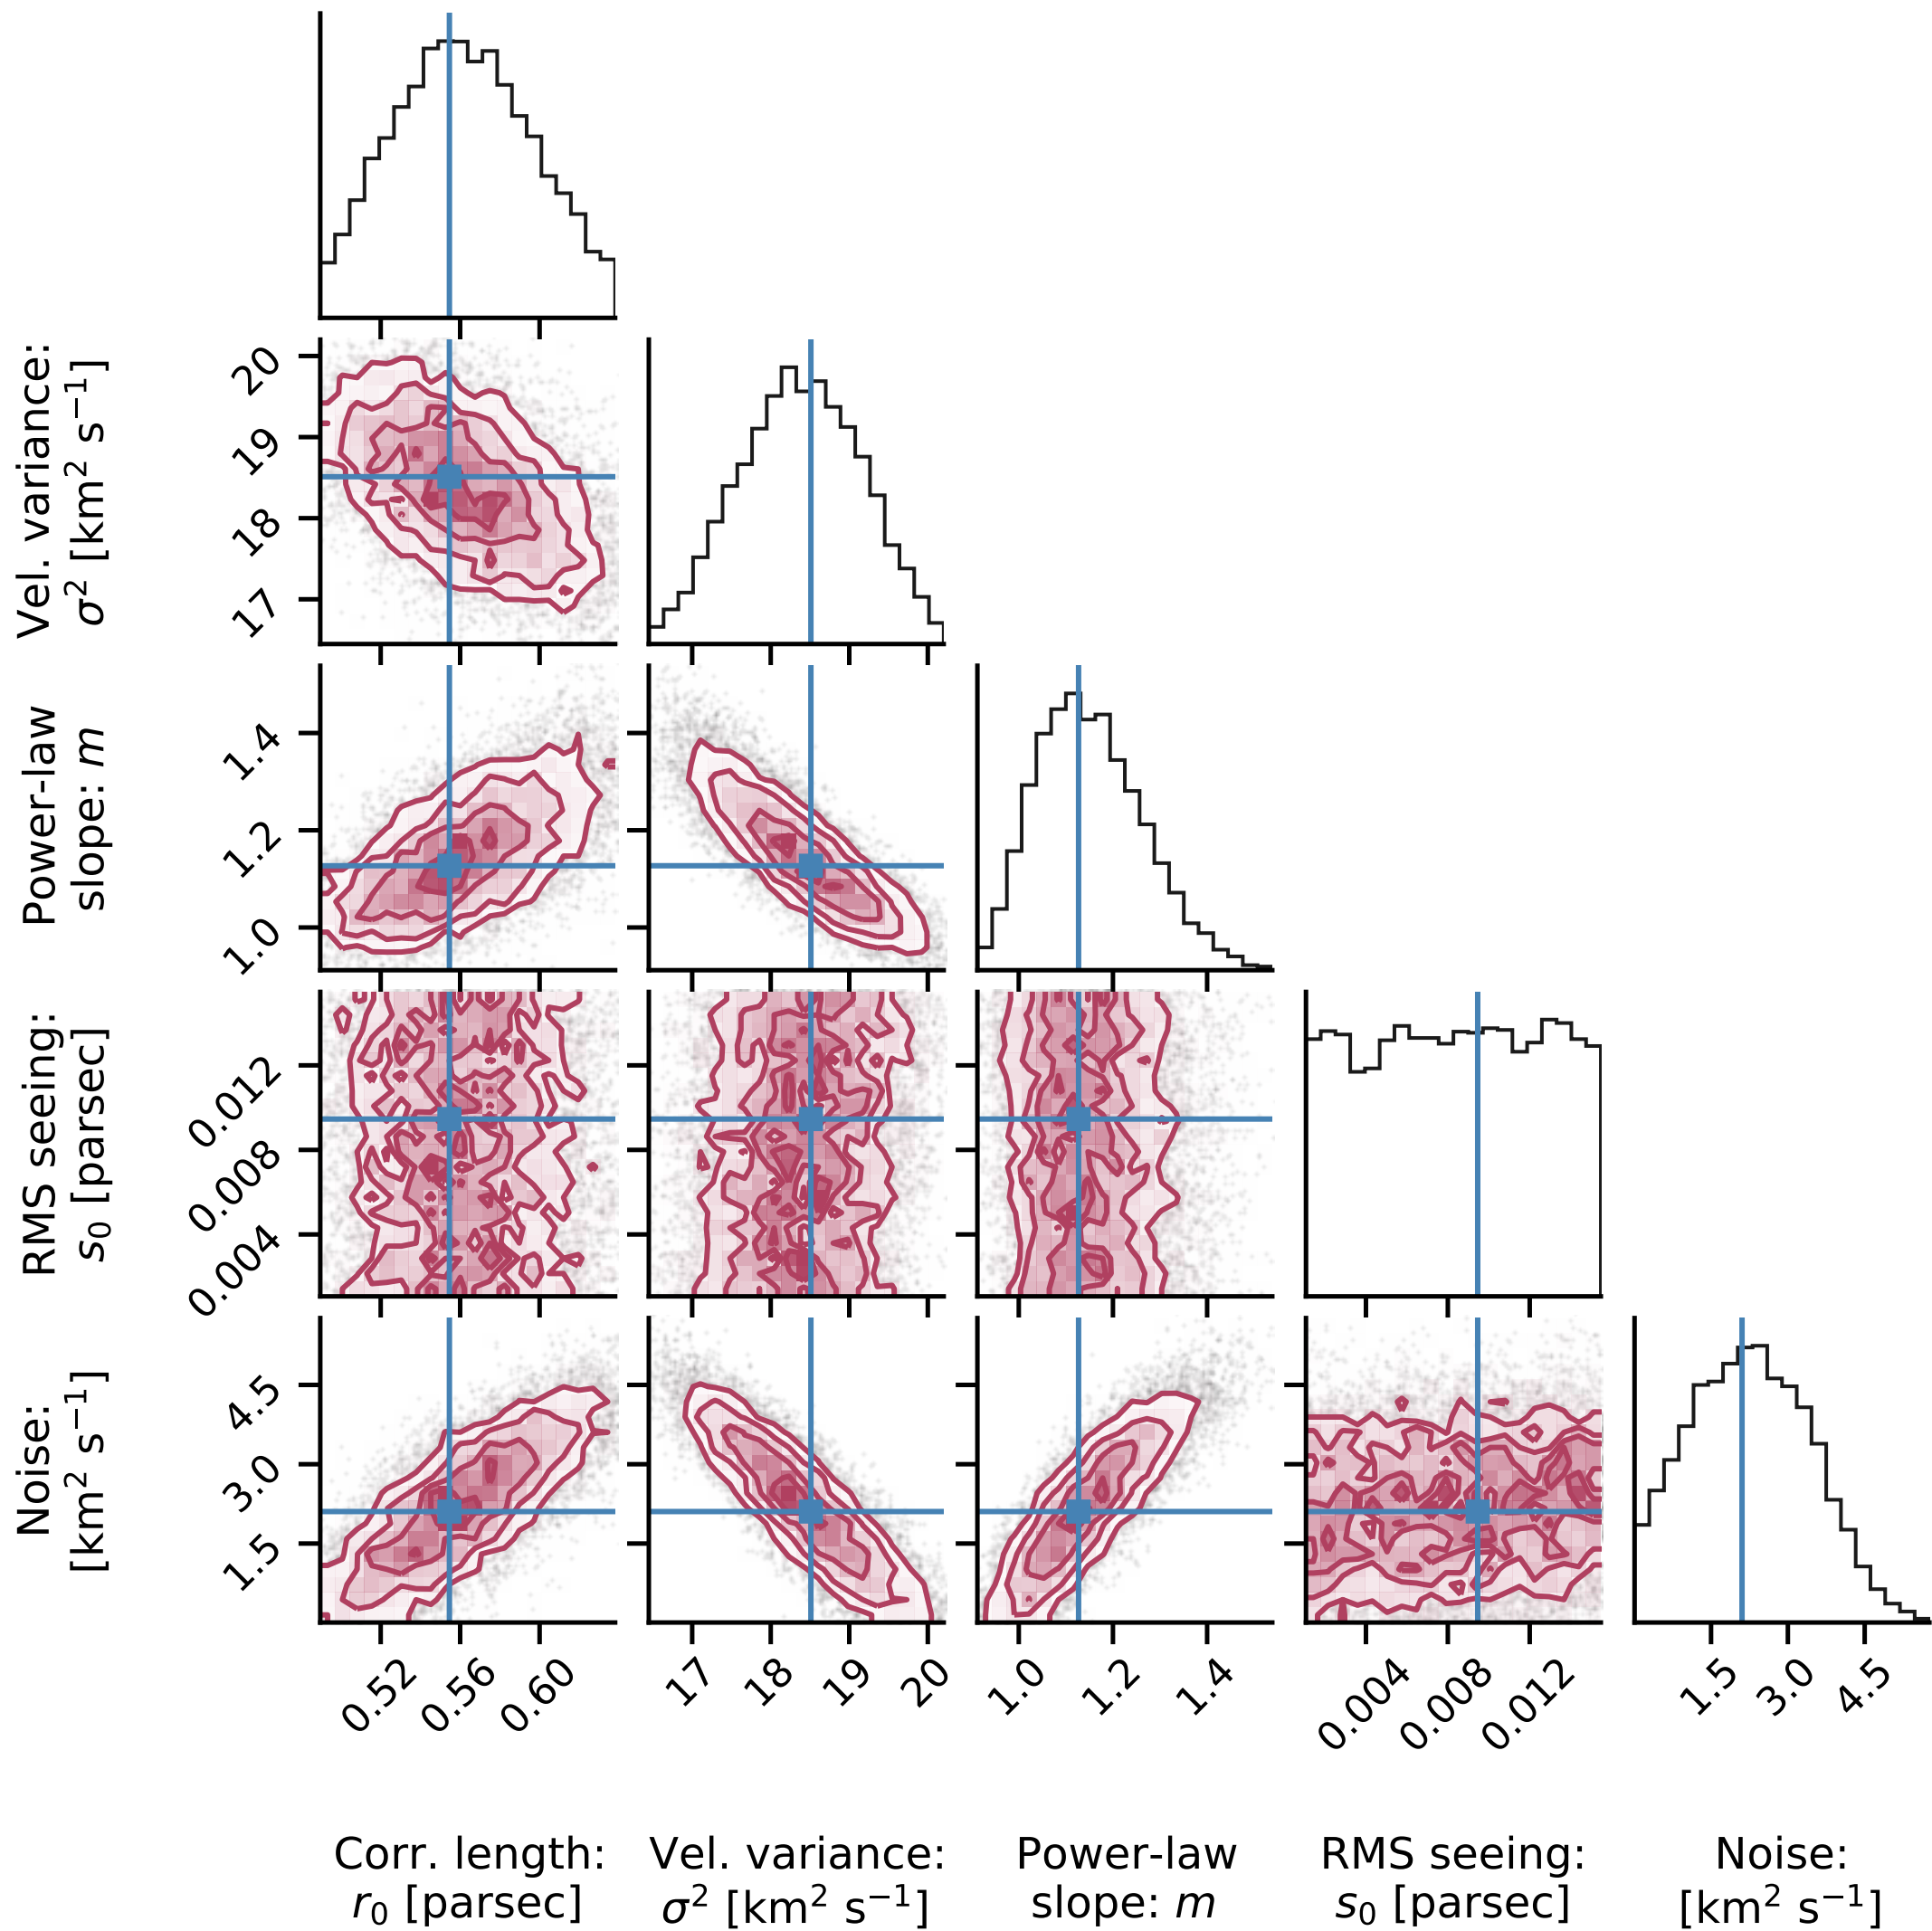 Vel. variance:
σ² [km² s⁻¹]
20
19
18
17
Power-law
slope: m
1.4
1.2
1.0
RMS seeing:
s₀ [parsec]
0.012
0.008
0.004
Noise:
[km² s⁻¹]
4.5
3.0
1.5
0.52 0.56 0.60 17 18 19 20 1.0 1.2 1.4 0.004 0.008 0.012 1.5 3.0 4.5
Corr. length: Vel. variance: Power-law RMS seeing: Noise:
r₀ [parsec] σ² [km² s⁻¹] slope: m s₀ [parsec] [km² s⁻¹]